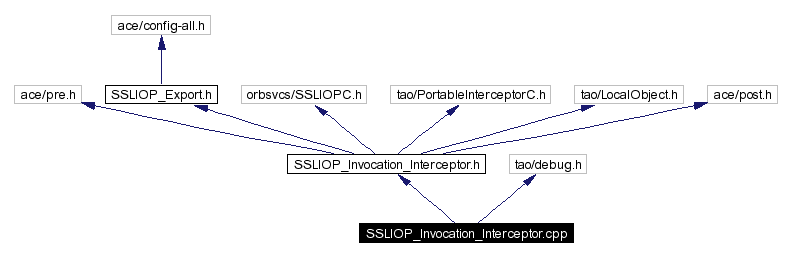 ace/config-all.h
ace/pre.h
SSLIOP_Export.h
orbsvcs/SSLIOPC.h
tao/PortableInterceptorC.h
tao/LocalObject.h
ace/post.h
SSLIOP_Invocation_Interceptor.h
tao/debug.h
SSLIOP_Invocation_Interceptor.cpp